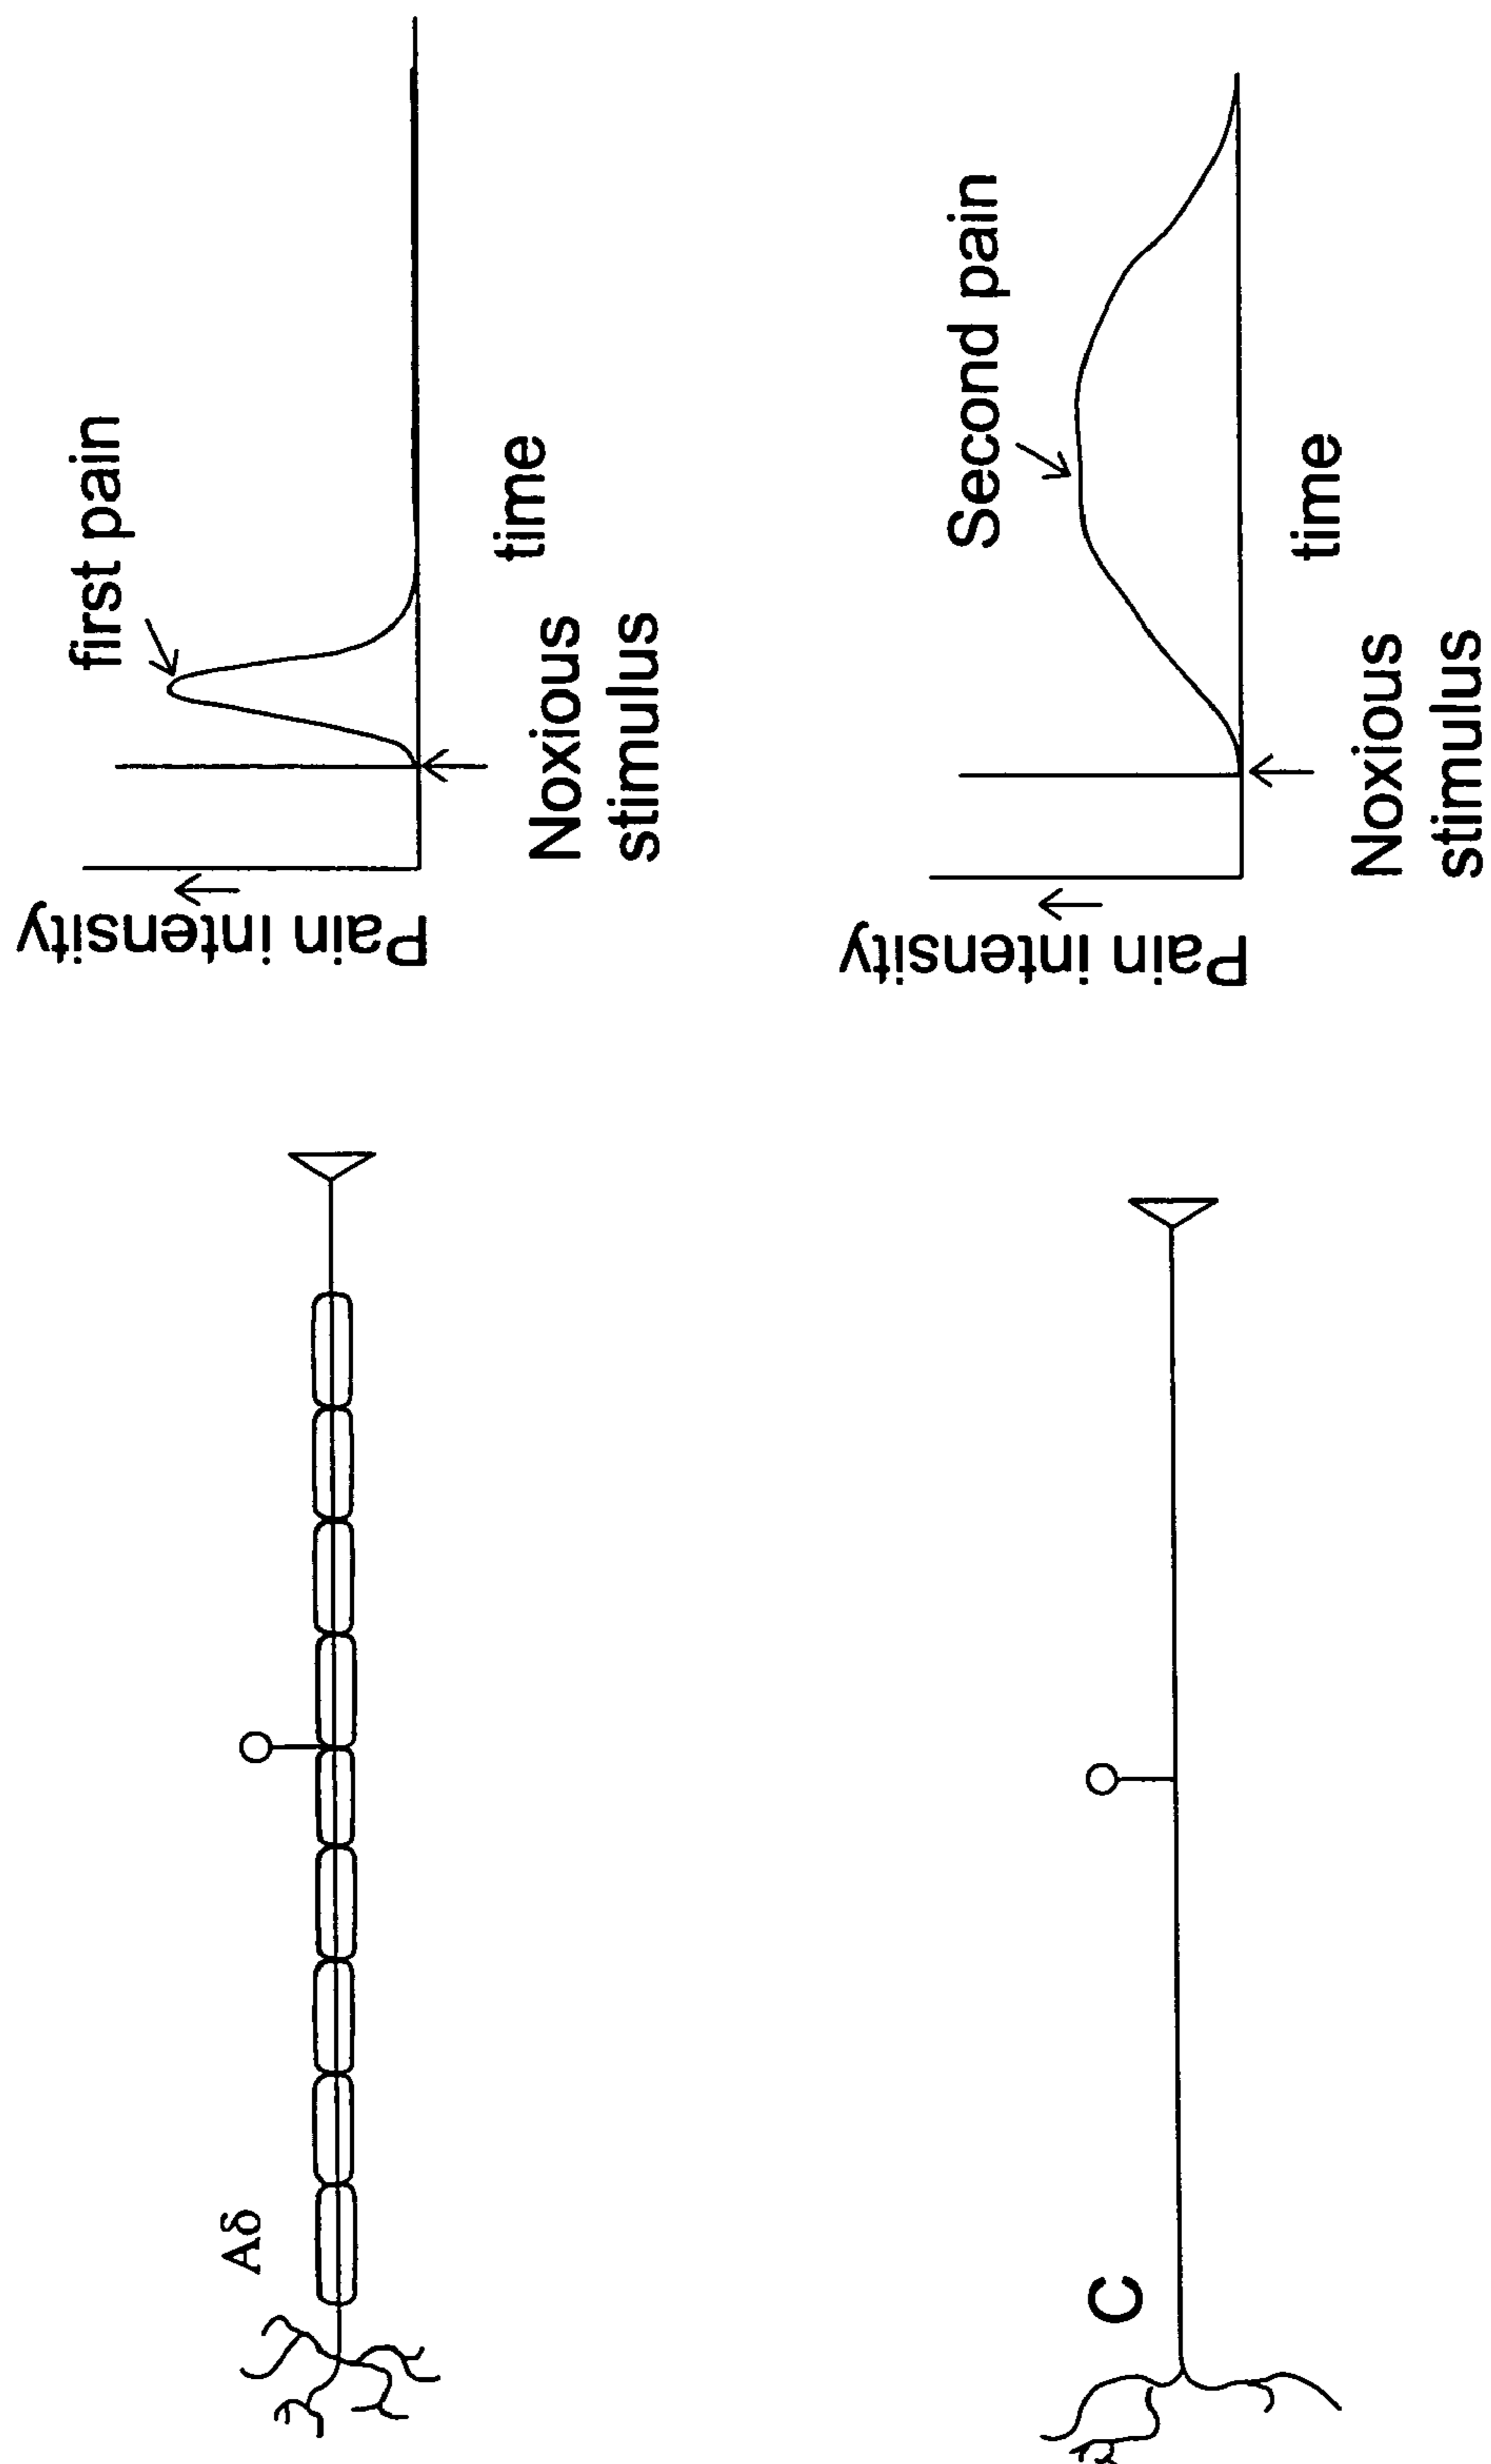 Aδ
Pain intensity
first pain
Noxious
stimulus
time
C
Pain intensity
Second pain
Noxious
stimulus
time